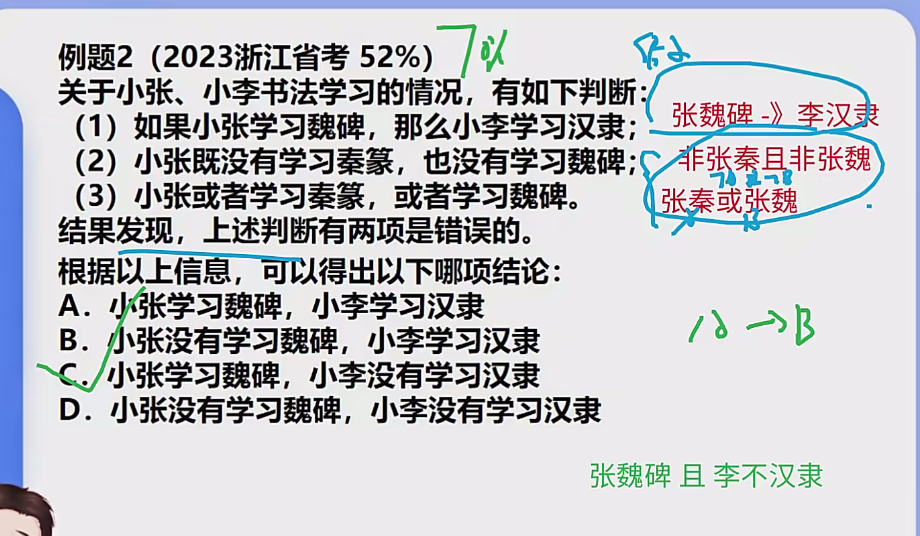 例题2（2023浙江省考 52%）
关于小张、小李书法学习的情况，有如下判断：
（1）如果小张学习魏碑，那么小李学习汉隶；
（2）小张既没有学习秦篆，也没有学习魏碑；
（3）小张或者学习秦篆，或者学习魏碑。
结果发现，上述判断有两项是错误的。
根据以上信息，可以得出以下哪项结论：
A．小张学习魏碑，小李学习汉隶
B．小张没有学习魏碑，小李学习汉隶
C．小张学习魏碑，小李没有学习汉隶
D．小张没有学习魏碑，小李没有学习汉隶
张魏碑 -》李汉隶
非张秦且非张魏
张秦或张魏
张魏碑 且 李不汉隶